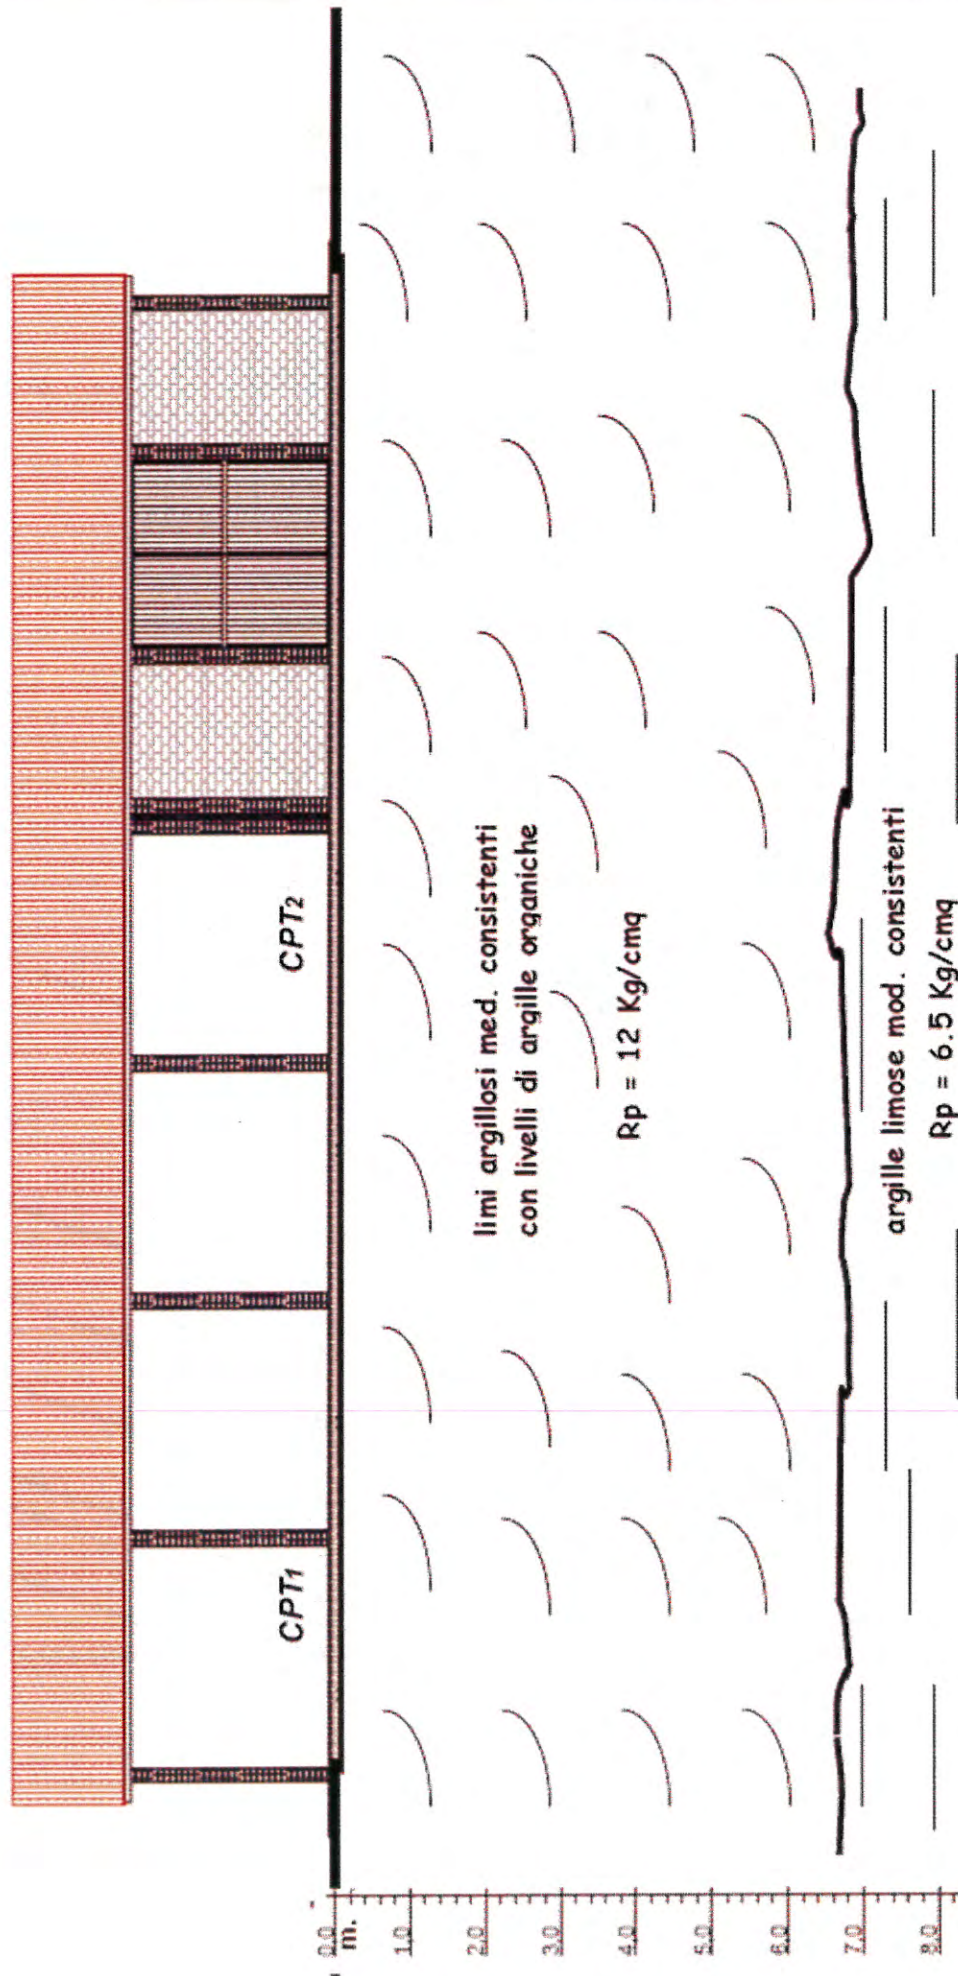 CPT1
CPT2
limi argillosi med. consistenti
con livelli di argille organiche
Rp = 12 Kg/cmq
argille limose mod. consistenti
Rp = 6.5 Kg/cmq
0.0
m.
1.0
2.0
3.0
4.0
5.0
6.0
7.0
8.0